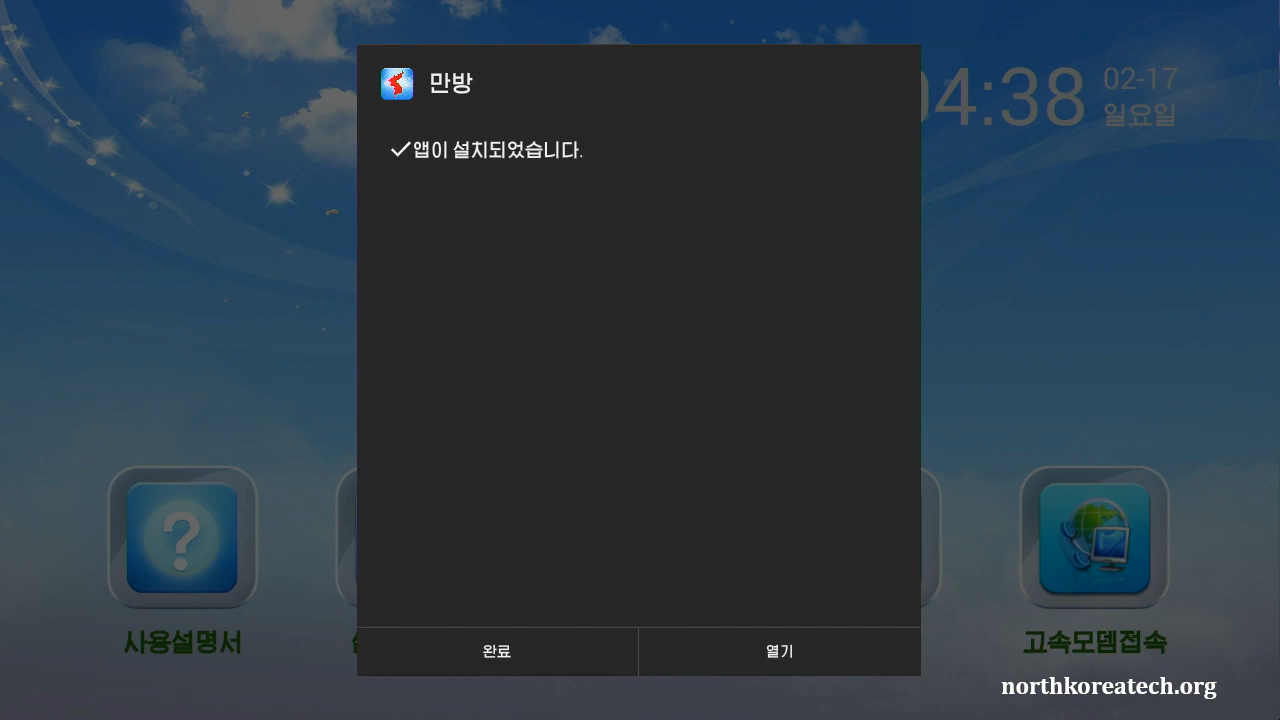 만방
04:38
02-17
일요일
앱이 설치되었습니다.
사용설명서
고속모뎀접속
완료
열기
northkoreatech.org